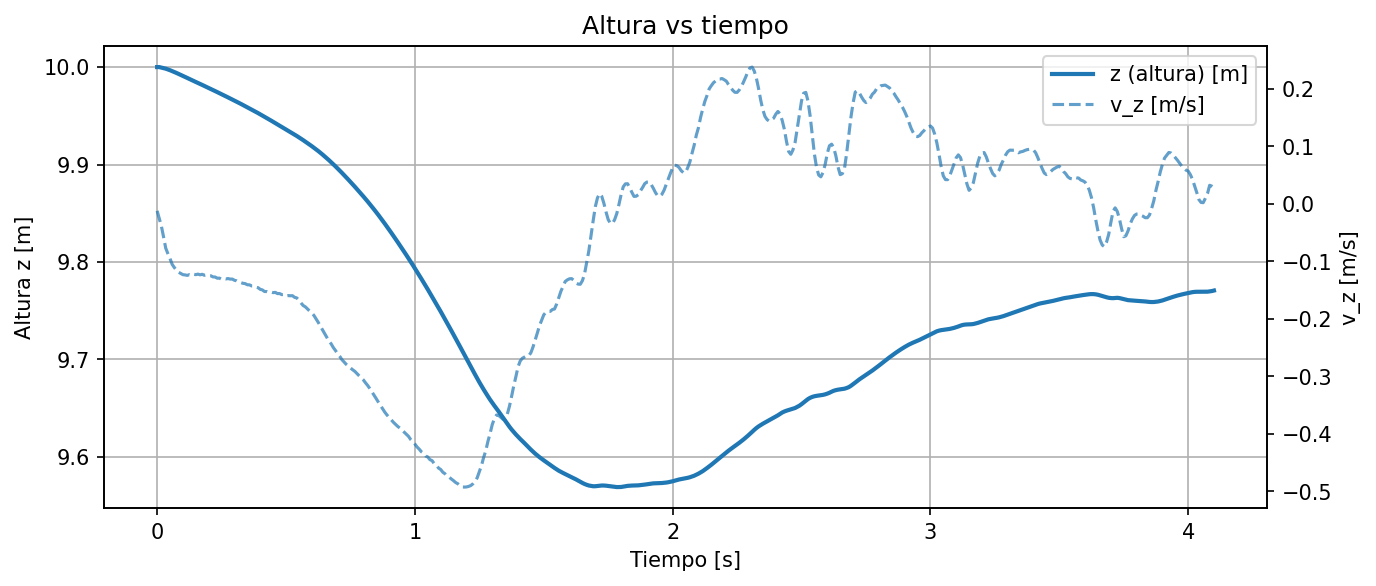 Altura vs tiempo
z (altura) [m]
v_z [m/s]
Altura z [m]
10.0
9.9
9.8
9.7
9.6
0.2
0.1
0.0
−0.1
−0.2
−0.3
−0.4
−0.5
v_z [m/s]
0 1 2 3 4
Tiempo [s]